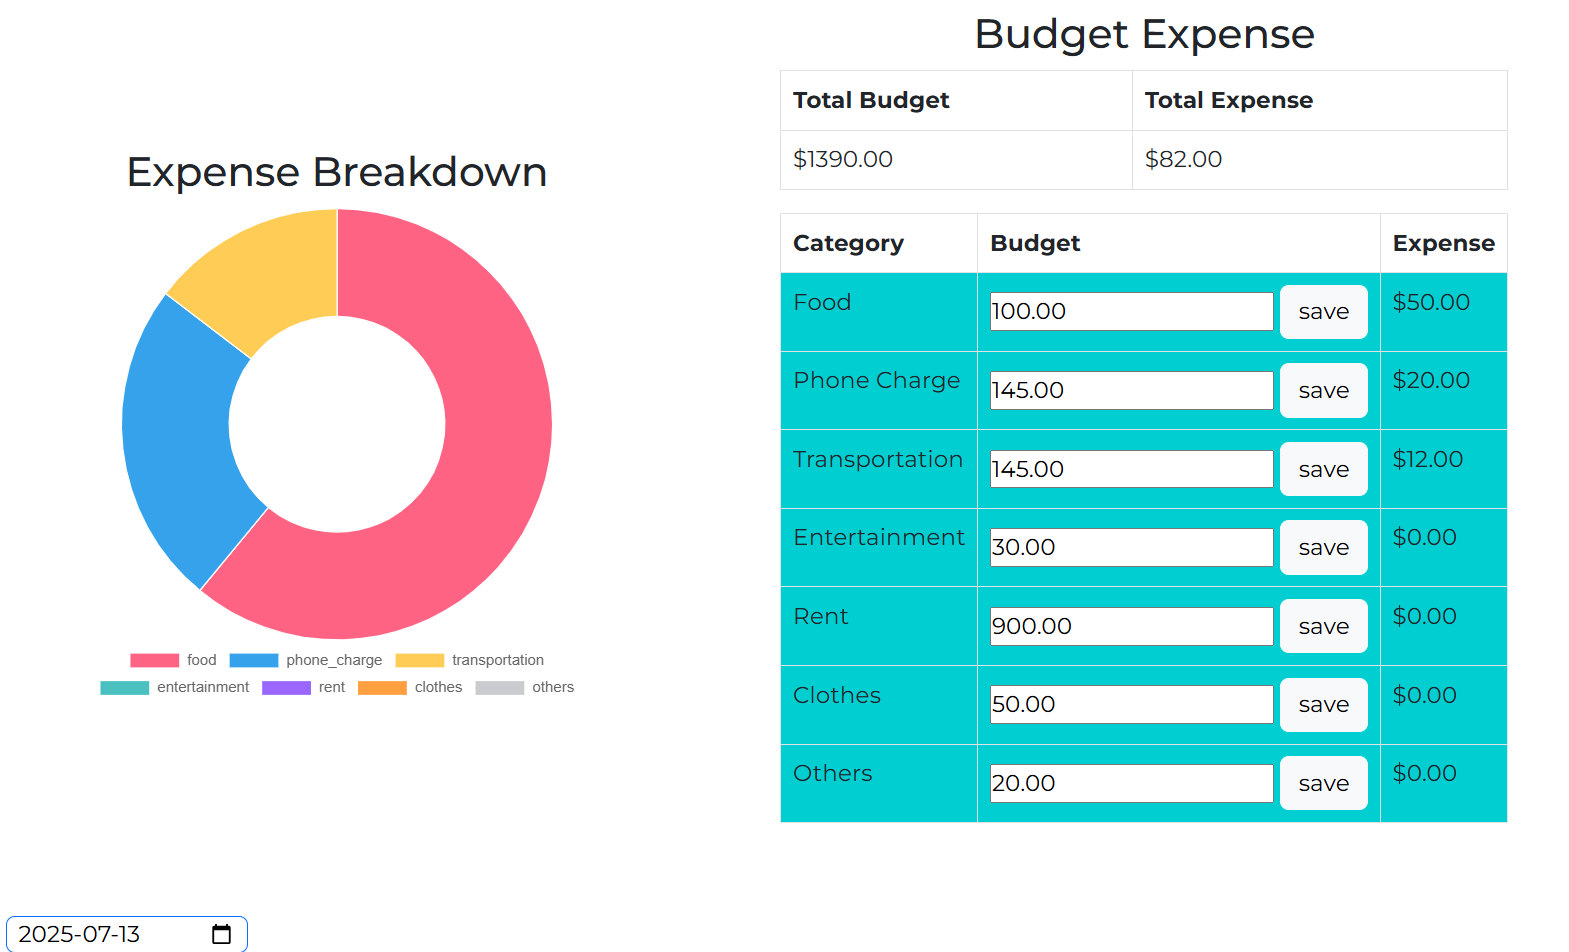 Expense Breakdown
food phone_charge transportation
entertainment rent clothes others
2025-07-13
Budget Expense
Total Budget Total Expense
$1390.00 $82.00
Category Budget Expense
Food 100.00 save $50.00
Phone Charge 145.00 save $20.00
Transportation 145.00 save $12.00
Entertainment 30.00 save $0.00
Rent 900.00 save $0.00
Clothes 50.00 save $0.00
Others 20.00 save $0.00